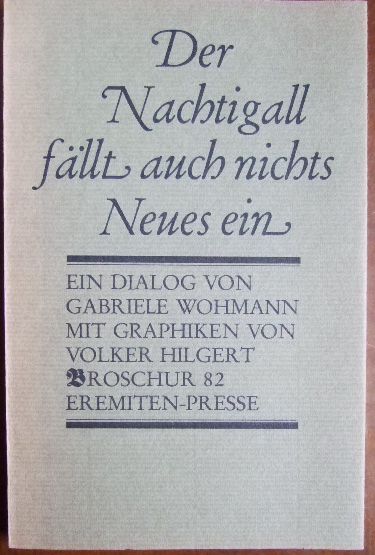 Der
Nachtigall
fällt auch nichts
Neues ein
EIN DIALOG VON
GABRIELE WOHMANN
MIT GRAPHIKEN VON
VOLKER HILGERT
BROSCHUR 82
EREMITEN-PRESSE